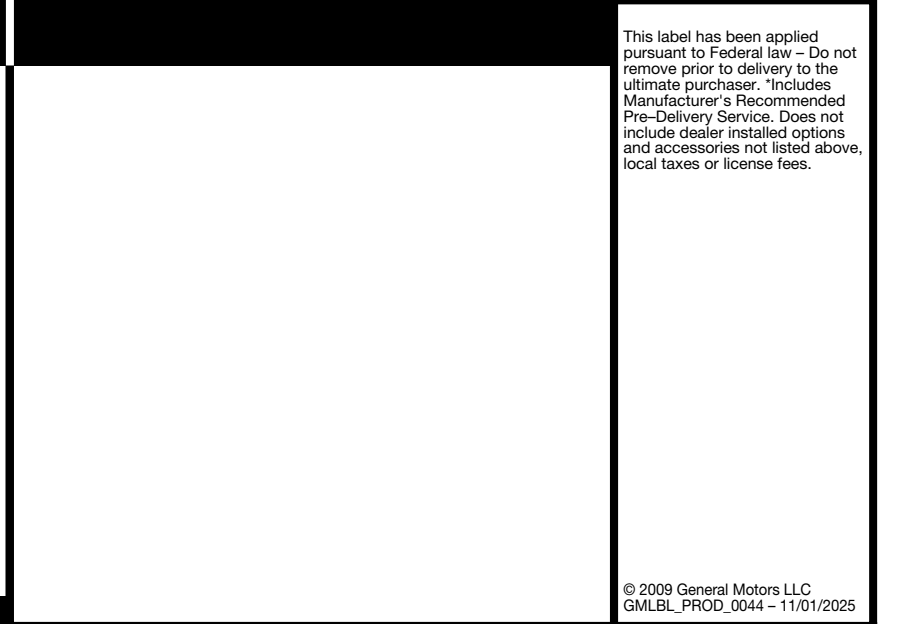 This label has been applied
pursuant to Federal law – Do not
remove prior to delivery to the
ultimate purchaser. *Includes
Manufacturer's Recommended
Pre–Delivery Service. Does not
include dealer installed options
and accessories not listed above,
local taxes or license fees.
© 2009 General Motors LLC
GMLBL_PROD_0044 – 11/01/2025